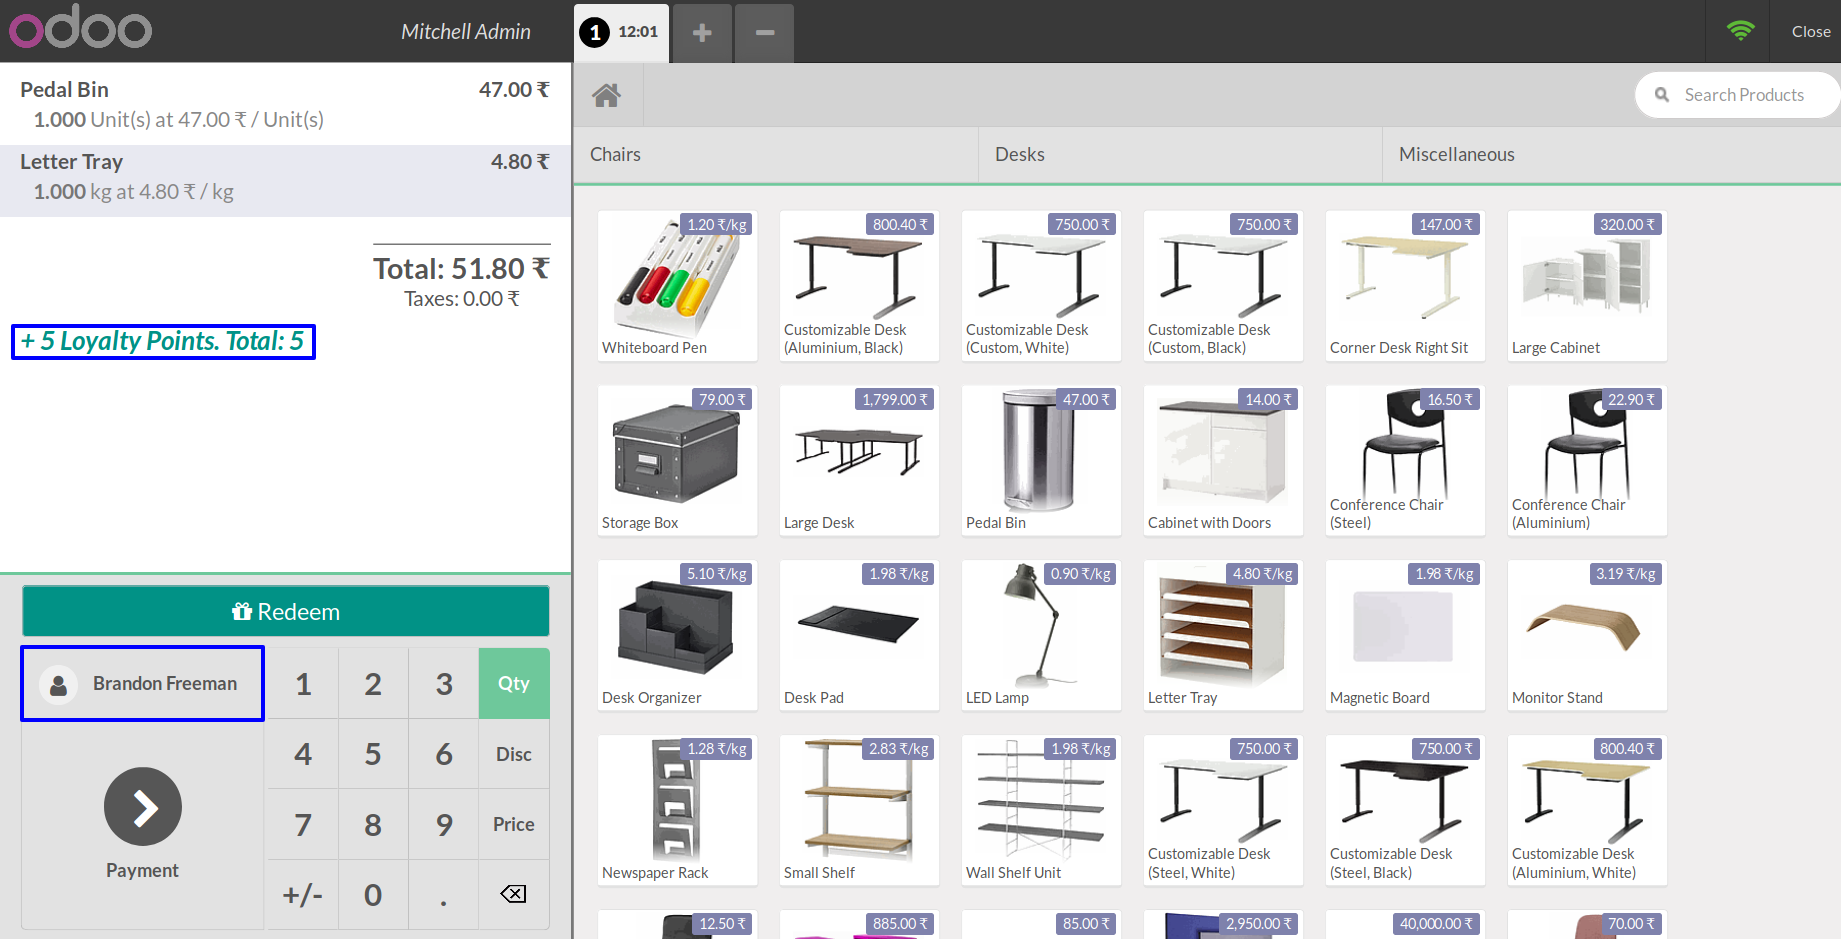 odoo
Mitchell Admin
1 12:01
Close
Pedal Bin 47.00 ₹
1.000 Unit(s) at 47.00 ₹ / Unit(s)
Letter Tray 4.80 ₹
1.000 kg at 4.80 ₹ / kg
Total: 51.80 ₹
Taxes: 0.00 ₹
+ 5 Loyalty Points. Total: 5
Redeem
Brandon Freeman
Payment
1 2 3 Qty
4 5 6 Disc
7 8 9 Price
+/- 0 .
Search Products
Chairs Desks Miscellaneous
1.20 ₹/kg
Whiteboard Pen
800.40 ₹
Customizable Desk
(Aluminium, Black)
750.00 ₹
Customizable Desk
(Custom, White)
750.00 ₹
Customizable Desk
(Custom, Black)
147.00 ₹
Corner Desk Right Sit
320.00 ₹
Large Cabinet
79.00 ₹
Storage Box
1,799.00 ₹
Large Desk
47.00 ₹
Pedal Bin
14.00 ₹
Cabinet with Doors
16.50 ₹
Conference Chair
(Steel)
22.90 ₹
Conference Chair
(Aluminium)
5.10 ₹/kg
Desk Organizer
1.98 ₹/kg
Desk Pad
0.90 ₹/kg
LED Lamp
4.80 ₹/kg
Letter Tray
1.98 ₹/kg
Magnetic Board
3.19 ₹/kg
Monitor Stand
1.28 ₹/kg
Newspaper Rack
2.83 ₹/kg
Small Shelf
1.98 ₹/kg
Wall Shelf Unit
750.00 ₹
Customizable Desk
(Steel, White)
750.00 ₹
Customizable Desk
(Steel, Black)
800.40 ₹
Customizable Desk
(Aluminium, White)
12.50 ₹
885.00 ₹
85.00 ₹
2,950.00 ₹
40,000.00 ₹
70.00 ₹